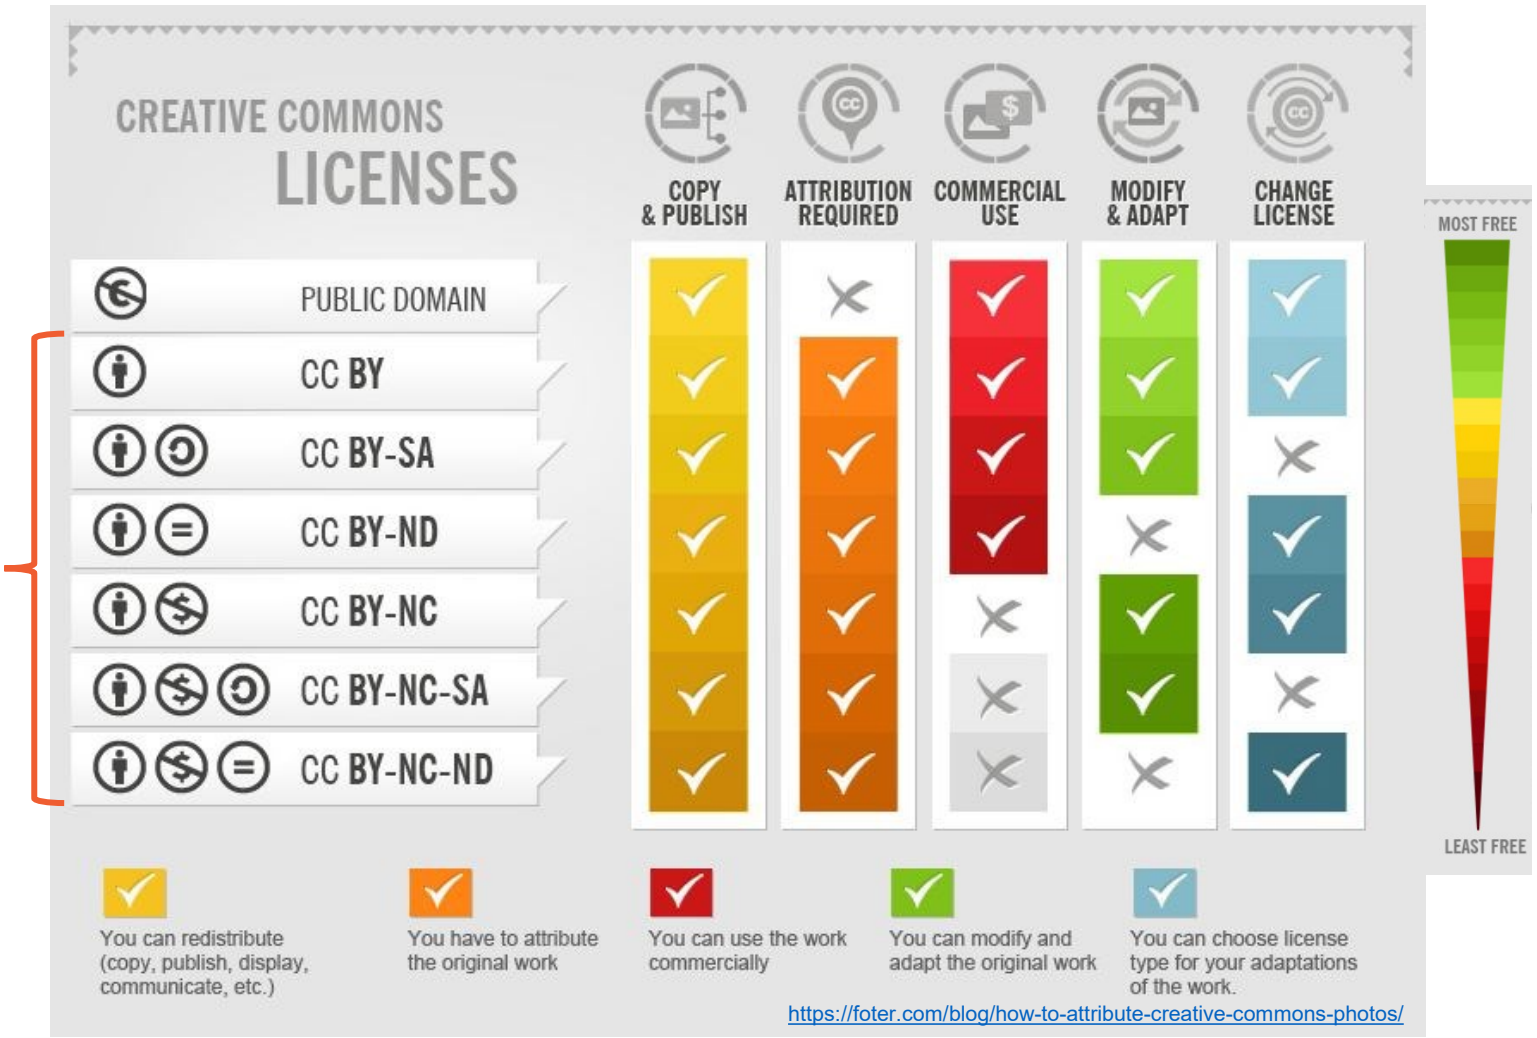 CREATIVE COMMONS
LICENSES
COPY
& PUBLISH
ATTRIBUTION
REQUIRED
COMMERCIAL
USE
MODIFY
& ADAPT
CHANGE
LICENSE
MOST FREE
PUBLIC DOMAIN
CC BY
CC BY-SA
CC BY-ND
CC BY-NC
CC BY-NC-SA
CC BY-NC-ND
LEAST FREE
You can redistribute
(copy, publish, display,
communicate, etc.)
You have to attribute
the original work
You can use the work
commercially
You can modify and
adapt the original work
You can choose license
type for your adaptations
of the work.
https://foter.com/blog/how-to-attribute-creative-commons-photos/